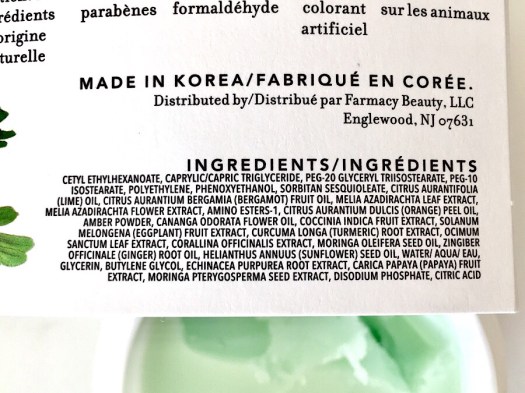 rédients parabènes formaldéhyde colorant sur les animaux
origine artificiel
turelle
MADE IN KOREA/FABRIQUÉ EN CORÉE.
Distributed by/Distribué par Farmacy Beauty, LLC
Englewood, NJ 07631
INGREDIENTS/INGRÉDIENTS
CETYL ETHYLHEXANOATE, CAPRYLIC/CAPRIC TRIGLYCERIDE, PEG-20 GLYCERYL TRIISOSTEARATE, PEG-10
ISOSTEARATE, POLYETHYLENE, PHENOXYETHANOL, SORBITAN SESQUIOLEATE, CITRUS AURANTIFOLIA
(LIME) OIL, CITRUS AURANTIUM BERGAMIA (BERGAMOT) FRUIT OIL, MELIA AZADIRACHTA LEAF EXTRACT,
MELIA AZADIRACHTA FLOWER EXTRACT, AMINO ESTERS-1, CITRUS AURANTIUM DULCIS (ORANGE) PEEL OIL,
AMBER POWDER, CANANGA ODORATA FLOWER OIL, COCCINIA INDICA FRUIT EXTRACT, SOLANUM
MELONGENA (EGGPLANT) FRUIT EXTRACT, CURCUMA LONGA (TURMERIC) ROOT EXTRACT, OCIMUM
SANCTUM LEAF EXTRACT, CORALLINA OFFICINALIS EXTRACT, MORINGA OLEIFERA SEED OIL, ZINGIBER
OFFICINALE (GINGER) ROOT OIL, HELIANTHUS ANNUUS (SUNFLOWER) SEED OIL, WATER/ AQUA/ EAU,
GLYCERIN, BUTYLENE GLYCOL, ECHINACEA PURPUREA ROOT EXTRACT, CARICA PAPAYA (PAPAYA) FRUIT
EXTRACT, MORINGA PTERYGOSPERMA SEED EXTRACT, DISODIUM PHOSPHATE, CITRIC ACID